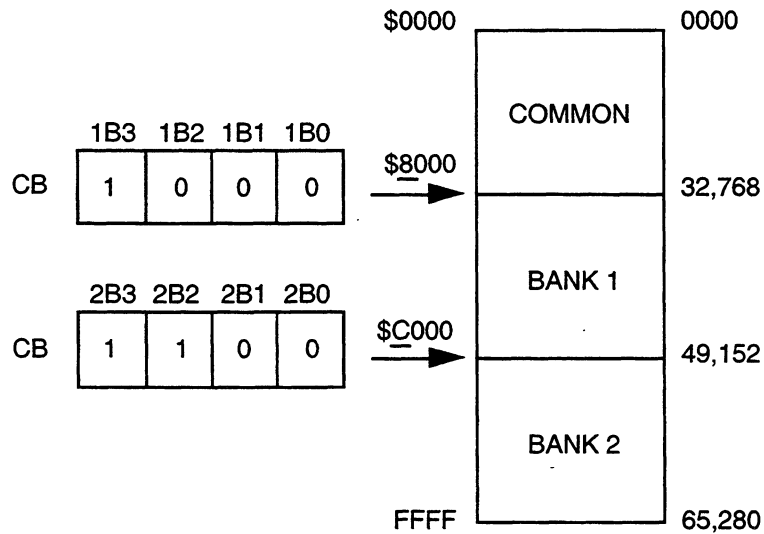 $0000 0000
COMMON
1B3 1B2 1B1 1B0
CB 1 0 0 0
$8000 32,768
BANK 1
2B3 2B2 2B1 2B0
CB 1 1 0 0
$C000 49,152
BANK 2
FFFF 65,280